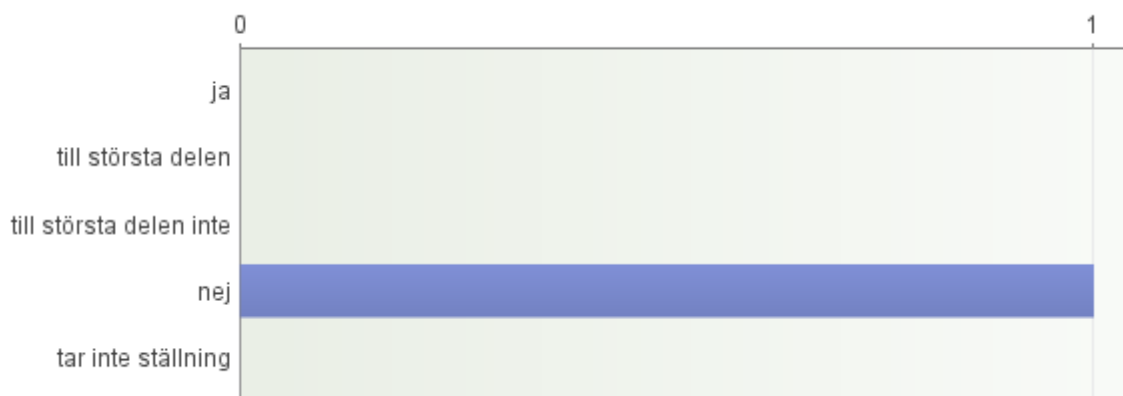 0 1
ja
till största delen
till största delen inte
nej
tar inte ställning